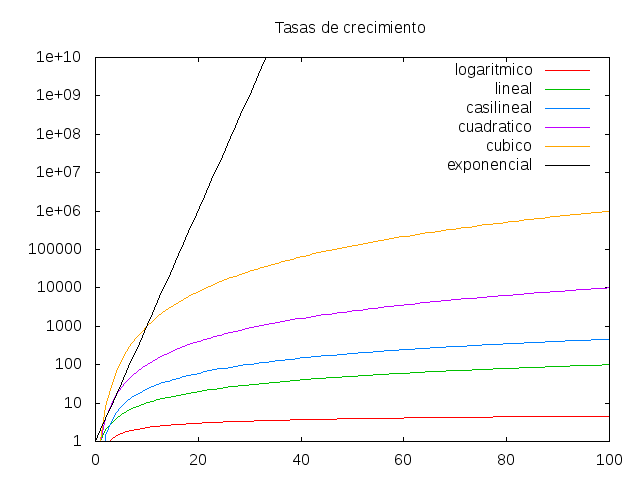 Tasas de crecimiento
1e+10
1e+09
1e+08
1e+07
1e+06
100000
10000
1000
100
10
1
0
20
40
60
80
100
logaritmico
lineal
casilineal
cuadratico
cubico
exponencial